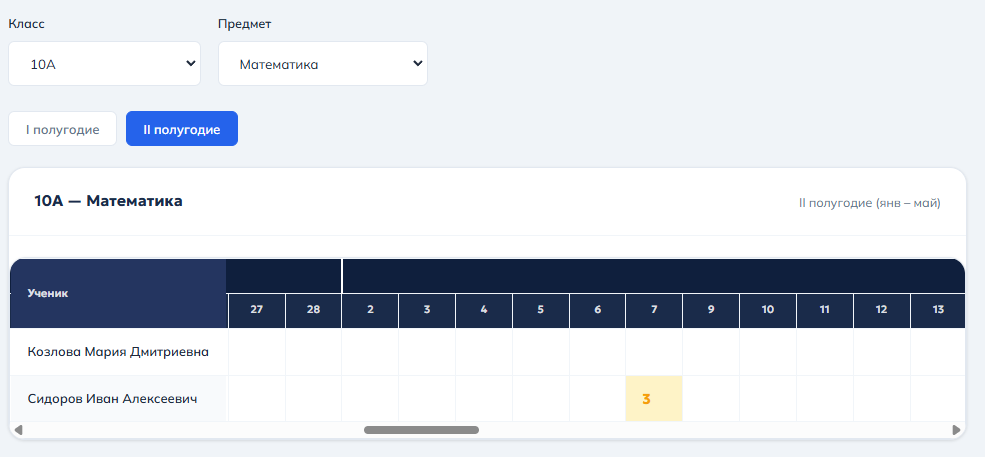 Класс Предмет
10А Математика
I полугодие II полугодие
10А — Математика II полугодие (янв – май)
Ученик 27 28 2 3 4 5 6 7 9 10 11 12 13
Козлова Мария Дмитриевна
Сидоров Иван Алексеевич 3